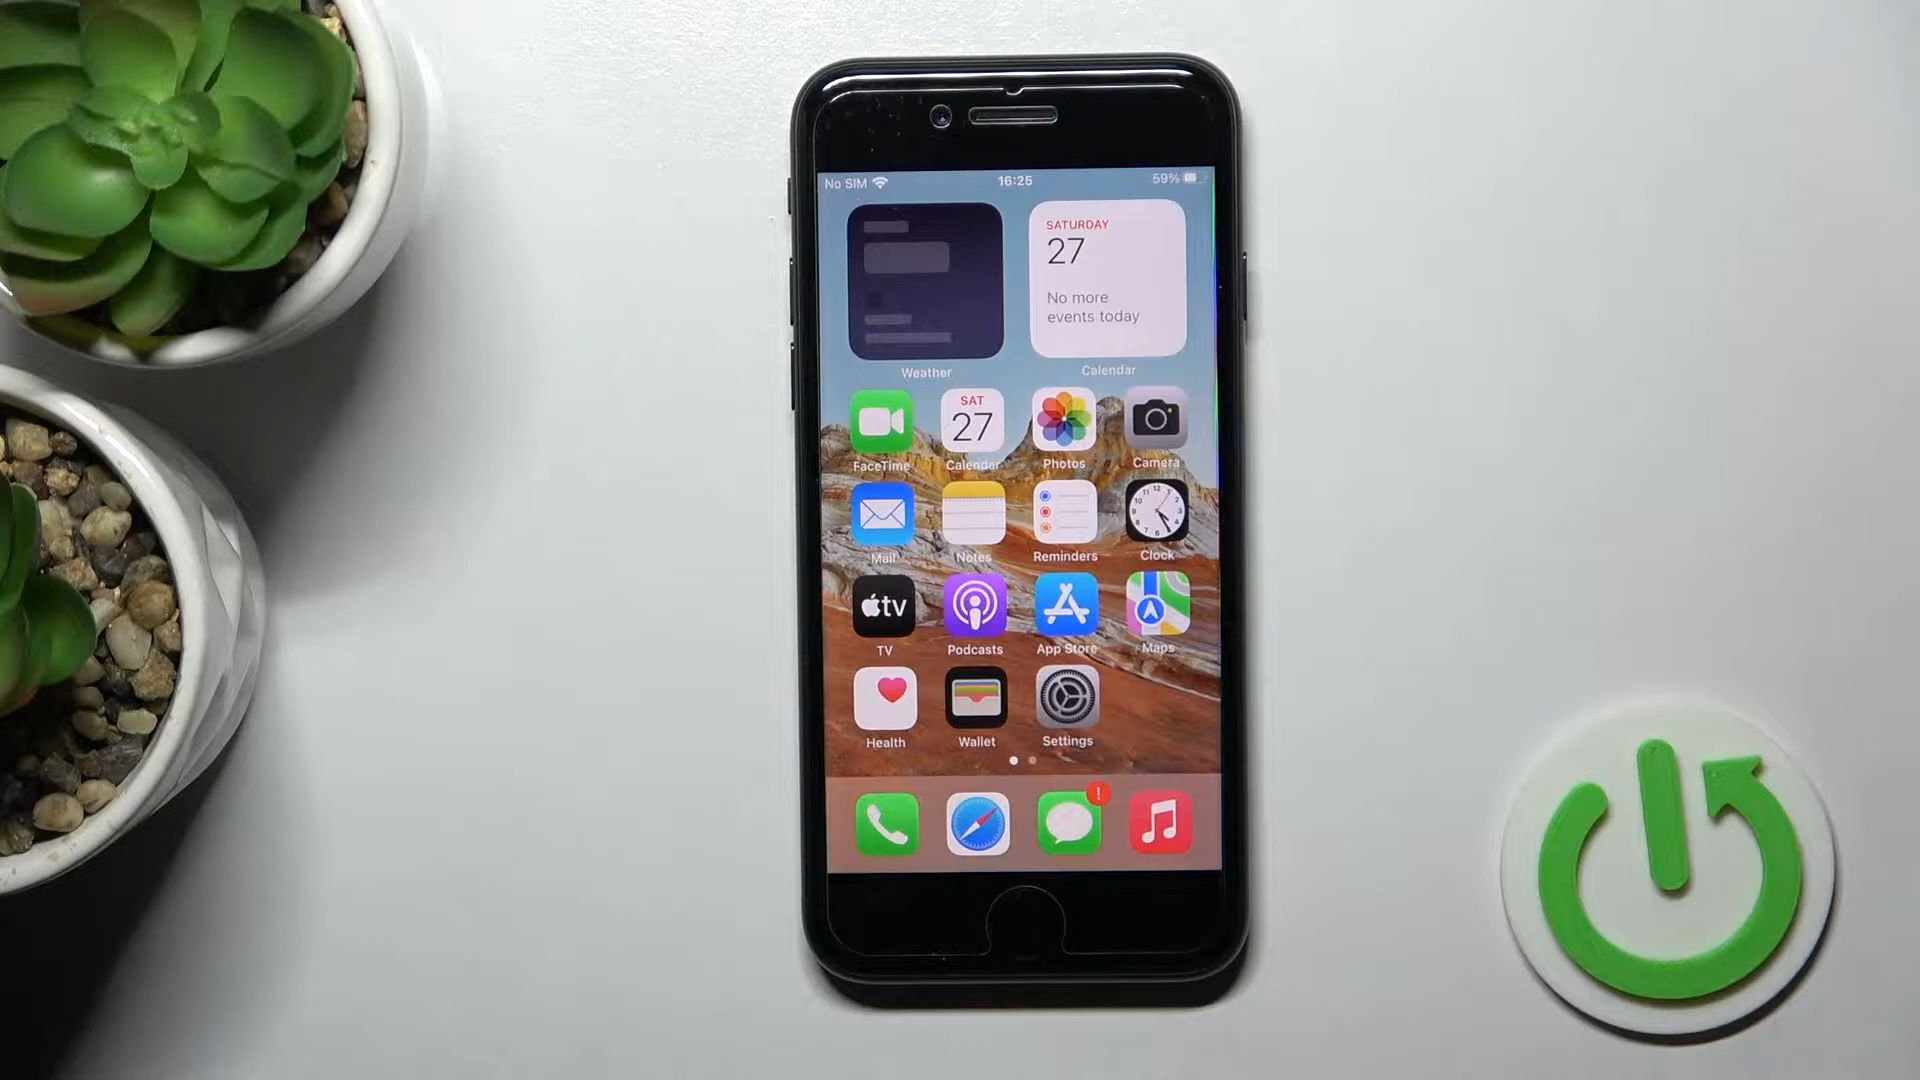 No SIM 16:25 59%
SATURDAY
27
No more
events today
Weather Calendar
SAT
27
FaceTime Calendar Photos Camera
Mail Notes Reminders Clock
tv
TV Podcasts App Store Maps
Health Wallet Settings
!